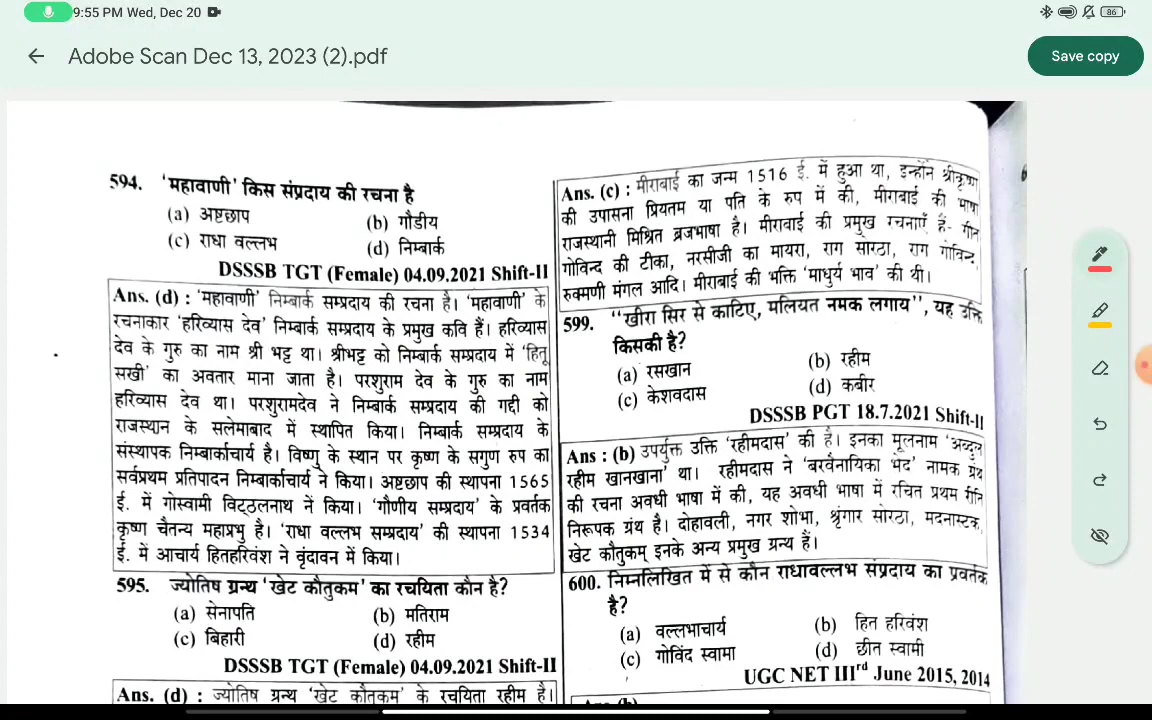 9:55 PM Wed, Dec 20
86
Adobe Scan Dec 13, 2023 (2).pdf
Save copy
594. 'महावाणी' किस संप्रदाय की रचना है
(a) अष्टछाप (b) गौडीय
(c) राधा वल्लभ (d) निम्बार्क
DSSSB TGT (Female) 04.09.2021 Shift-II
Ans. (d) : 'महावाणी' निम्बार्क सम्प्रदाय की रचना है। 'महावाणी' के
रचनाकार 'हरिव्यास देव' निम्बार्क सम्प्रदाय के प्रमुख कवि हैं। हरिव्यास
देव के गुरु का नाम श्री भट्ट था। श्रीभट्ट को निम्बार्क सम्प्रदाय में 'हितू
सखी' का अवतार माना जाता है। परशुराम देव के गुरु का नाम
हरिव्यास देव था। परशुरामदेव ने निम्बार्क सम्प्रदाय की गद्दी को
राजस्थान के सलेमाबाद में स्थापित किया। निम्बार्क सम्प्रदाय के
संस्थापक निम्बार्काचार्य है। विष्णु के स्थान पर कृष्ण के सगुण रुप का
सर्वप्रथम प्रतिपादन निम्बार्काचार्य ने किया। अष्टछाप की स्थापना 1565
ई. में गोस्वामी विट्ठलनाथ नें किया। 'गौणीय सम्प्रदाय' के प्रवर्तक
कृष्ण चैतन्य महाप्रभु है। 'राधा वल्लभ सम्प्रदाय' की स्थापना 1534
ई. में आचार्य हितहरिवंश ने वृंदावन में किया।
595. ज्योतिष ग्रन्थ 'खेट कौतुकम' का रचयिता कौन है?
(a) सेनापति (b) मतिराम
(c) बिहारी (d) रहीम
DSSSB TGT (Female) 04.09.2021 Shift-II
Ans. (d) : ज्योतिष ग्रन्थ 'खेट कौतकम' के रचयिता रहीम है।
Ans. (c) : मीराबाई का जन्म 1516 ई. में हुआ था, इन्होंने श्रीकृष्ण
की उपासना प्रियतम या पति के रुप में की, मीराबाई की भाषा
राजस्थानी मिश्रित ब्रजभाषा है। मीराबाई की प्रमुख रचनाएँ हैं- गीत
गोविन्द की टीका, नरसीजी का मायरा, राग सोरठा, राग गोविन्द,
रुक्मणी मंगल आदि। मीराबाई की भक्ति 'माधुर्य भाव' की थी।
599. "खीरा सिर से काटिए, मलियत नमक लगाय", यह उक्ति
किसकी है?
(a) रसखान (b) रहीम
(c) केशवदास (d) कबीर
DSSSB PGT 18.7.2021 Shift-II
Ans : (b) उपर्युक्त उक्ति 'रहीमदास' की है। इनका मूलनाम 'अब्दुल
रहीम खानखाना' था। रहीमदास ने 'बरवैनायिका भेद' नामक ग्रंथ
की रचना अवधी भाषा में की, यह अवधी भाषा में रचित प्रथम रीति
निरूपक ग्रंथ है। दोहावली, नगर शोभा, श्रृंगार सोरठा, मदनास्टक,
खेट कौतुकम् इनके अन्य प्रमुख ग्रन्थ हैं।
600. निम्नलिखित में से कौन राधावल्लभ संप्रदाय का प्रवर्तक
है?
(a) वल्लभाचार्य (b) हित हरिवंश
(c) गोविंद स्वामी (d) छीत स्वामी
UGC NET IIIrd June 2015, 2014